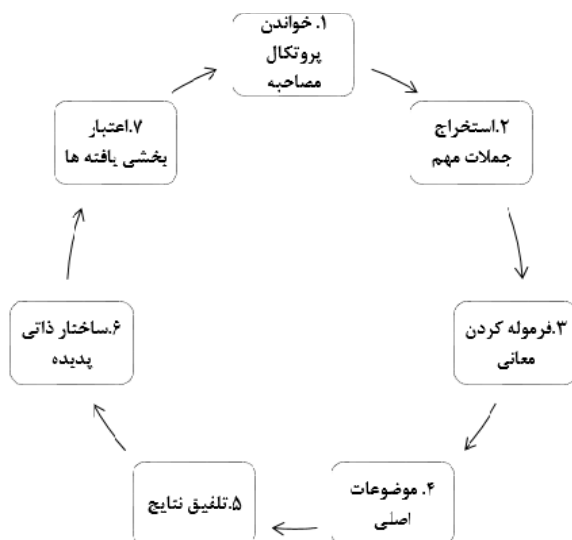 ۱. خواندن
پروتکال
مصاحبه
۲.استخراج
جملات مهم
۳.فرموله کردن
معانی
۴. موضوعات
اصلی
۵.تلفیق نتایج
۶.ساختار ذاتی
پدیده
۷.اعتبار
بخشی یافته ها